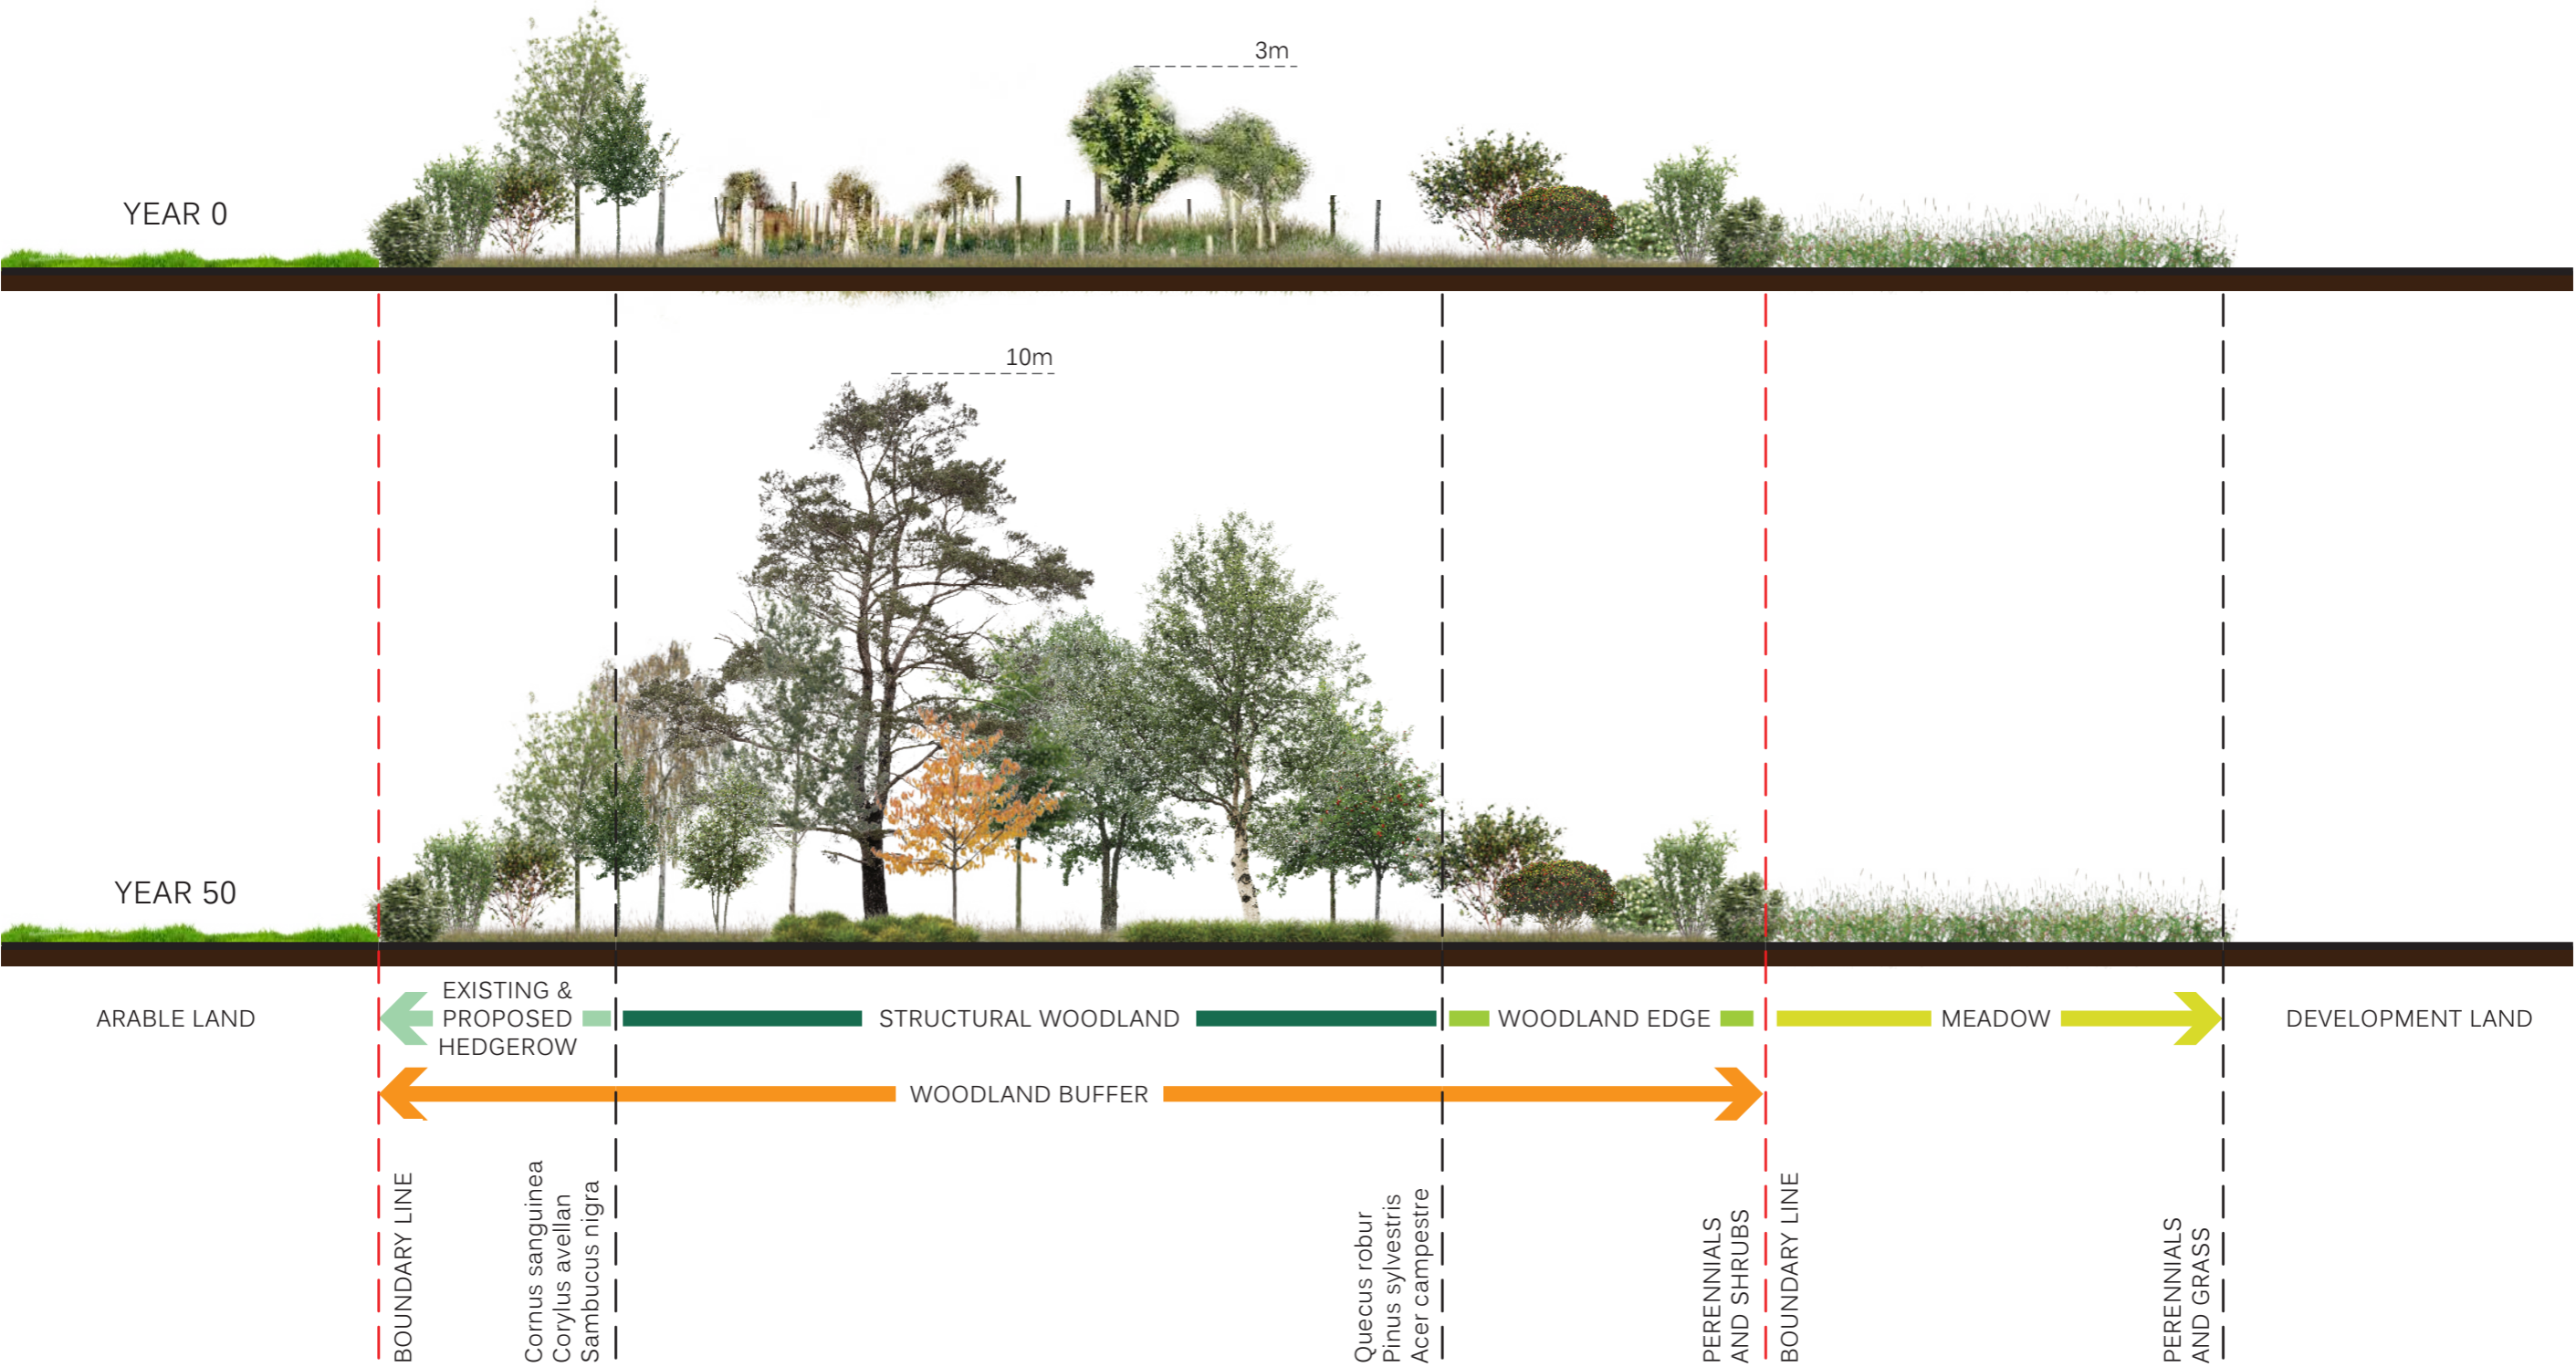 3m
YEAR 0
10m
YEAR 50
ARABLE LAND
EXISTING &
PROPOSED
HEDGEROW
STRUCTURAL WOODLAND
WOODLAND EDGE
MEADOW
DEVELOPMENT LAND
WOODLAND BUFFER
BOUNDARY LINE
Cornus sanguinea
Corylus avellan
Sambucus nigra
Quecus robur
Pinus sylvestris
Acer campestre
PERENNIALS
AND SHRUBS
BOUNDARY LINE
PERENNIALS
AND GRASS